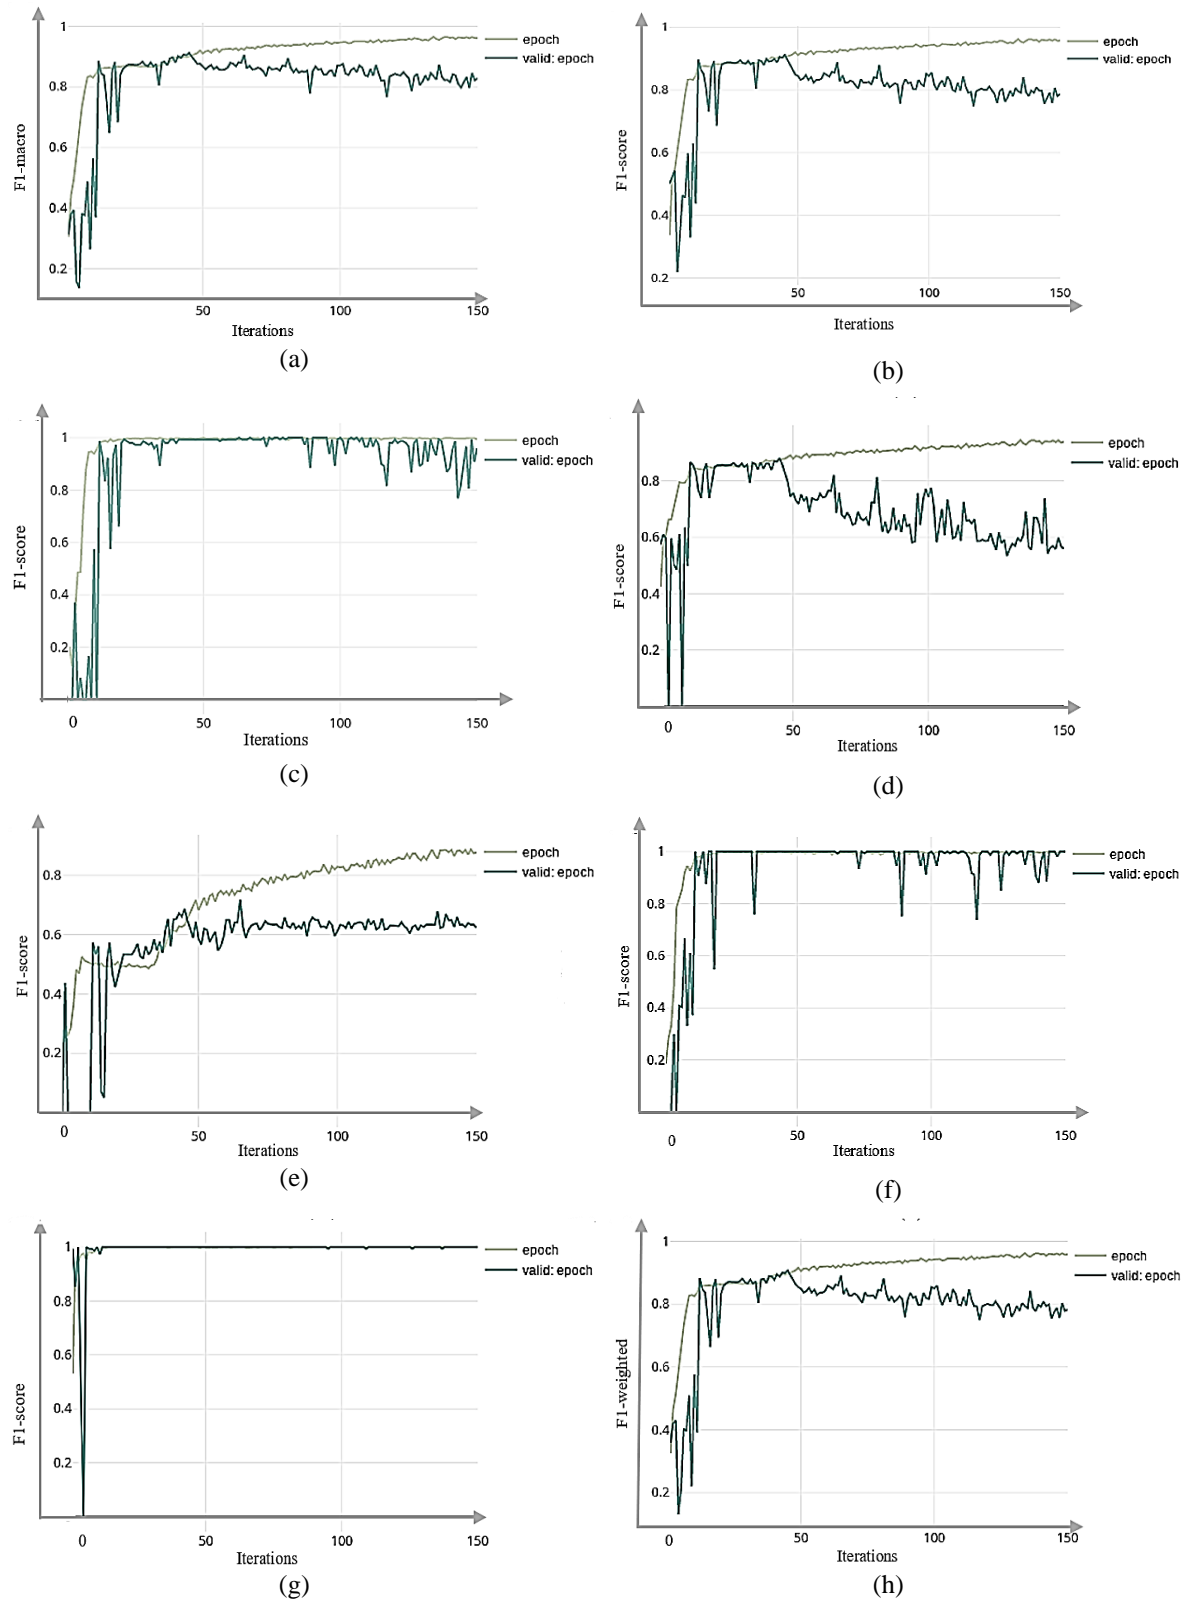 1
epoch
valid: epoch
0.8
0.6
0.4
0.2
F1-macro
50
100
150
Iterations
(a)
1
epoch
valid: epoch
0.8
0.6
0.4
0.2
F1-score
50
100
150
Iterations
(b)
1
epoch
valid: epoch
0.8
0.6
0.4
0.2
F1-score
0
50
100
150
Iterations
(c)
epoch
valid: epoch
0.8
0.6
0.4
0.2
F1-score
0
50
100
150
Iterations
(d)
epoch
valid: epoch
0.8
0.6
0.4
0.2
F1-score
0
50
100
150
Iterations
(e)
1
epoch
valid: epoch
0.8
0.6
0.4
0.2
F1-score
0
50
100
150
Iterations
(f)
1
epoch
valid: epoch
0.8
0.6
0.4
0.2
F1-score
0
50
100
150
Iterations
(g)
1
epoch
valid: epoch
0.8
0.6
0.4
0.2
F1-weighted
0
50
100
150
Iterations
(h)